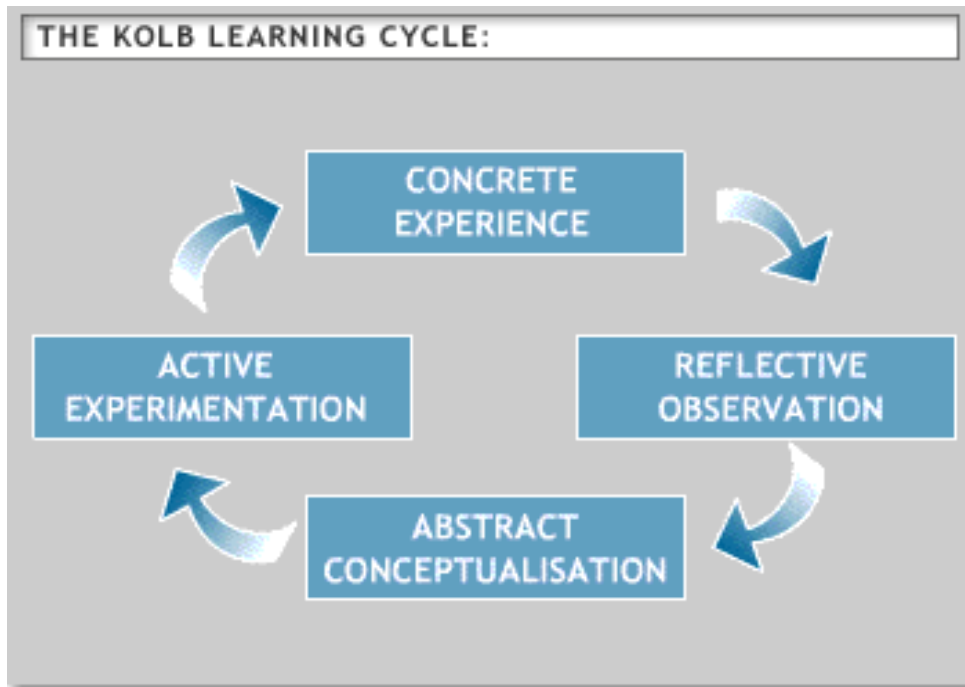 THE KOLB LEARNING CYCLE:
CONCRETE
EXPERIENCE
REFLECTIVE
OBSERVATION
ABSTRACT
CONCEPTUALISATION
ACTIVE
EXPERIMENTATION